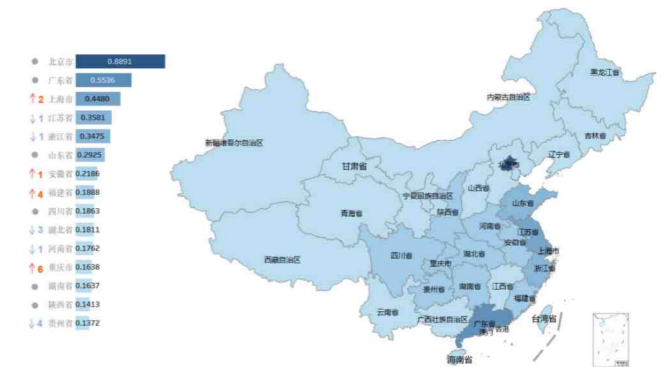 北京市 0.8891
广东省 0.5536
↑2 上海市 0.4480
↓1 江苏省 0.3581
↓1 浙江省 0.3475
山东省 0.2925
↑1 安徽省 0.2186
↑4 福建省 0.1888
四川省 0.1863
↓3 湖北省 0.1811
↓1 河南省 0.1762
↑6 重庆市 0.1638
湖南省 0.1637
陕西省 0.1413
↓4 贵州省 0.1372
黑龙江省
内蒙古自治区
吉林省
新疆维吾尔自治区
辽宁省
北京市
甘肃省
山西省
宁夏回族自治区
山东省
青海省
陕西省
河南省
江苏省
安徽省
上海市
西藏自治区
四川省
湖北省
重庆市
浙江省
贵州省
湖南省
江西省
福建省
云南省
广西壮族自治区
广东省
台湾省
澳门
香港
海南省